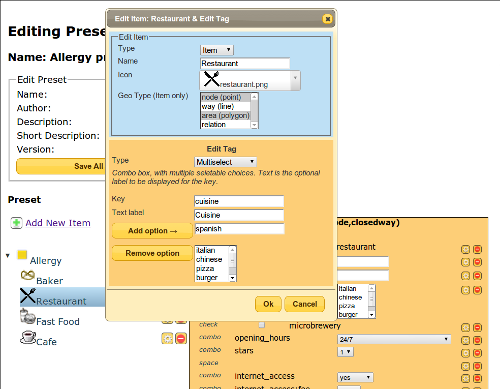 Edit Item: Restaurant & Edit Tag
Editing Prese
Name: Allergy pr
Edit Preset
Name:
Author:
Description:
Short Description:
Version:
Save All
Preset
Add New Item
Allergy
Baker
Restaurant
Fast Food
Cafe
Edit Item
Type
Item
Name
Restaurant
Icon
restaurant.png
Geo Type (Item only)
node (point)
way (line)
area (polygon)
relation
Edit Tag
Type
Multiselect
Combo box, with multiple seletable choices. Text is the optional
label to be displayed for the key.
Key
cuisine
Text label
Cuisine
Add option →
spanish
Remove option
italian
chinese
pizza
burger
Ok
Cancel
de,closedway)
restaurant
italian
chinese
pizza
burger
check
microbrewery
combo
opening_hours
24/7
combo
stars
1
space
combo
internet_access
yes
combo